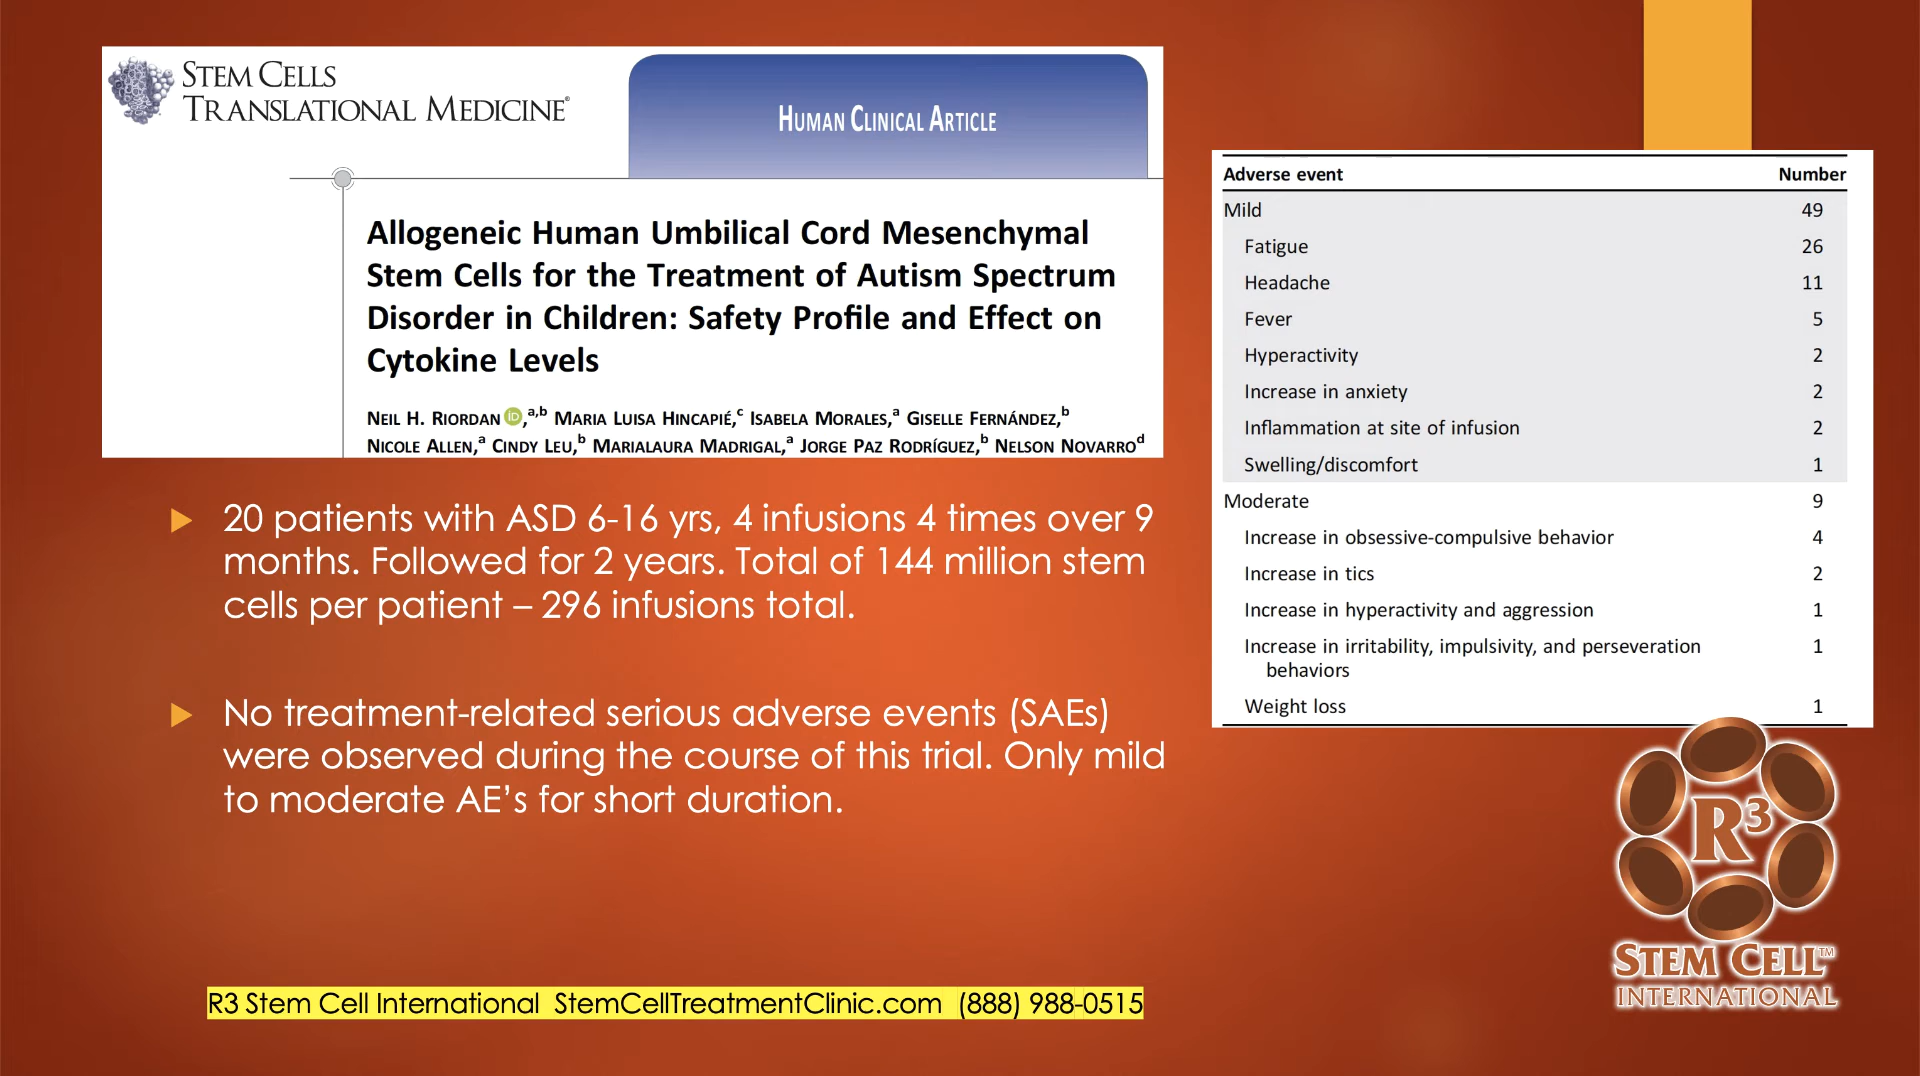 STEM CELLS
TRANSLATIONAL MEDICINE®
HUMAN CLINICAL ARTICLE
Allogeneic Human Umbilical Cord Mesenchymal
Stem Cells for the Treatment of Autism Spectrum
Disorder in Children: Safety Profile and Effect on
Cytokine Levels
NEIL H. RIORDAN iD,a,b MARIA LUISA HINCAPIÉ,c ISABELA MORALES,a GISELLE FERNÁNDEZ,b
NICOLE ALLEN,a CINDY LEU,b MARIALAURA MADRIGAL,a JORGE PAZ RODRÍGUEZ,b NELSON NOVARROd
20 patients with ASD 6-16 yrs, 4 infusions 4 times over 9
months. Followed for 2 years. Total of 144 million stem
cells per patient – 296 infusions total.
No treatment-related serious adverse events (SAEs)
were observed during the course of this trial. Only mild
to moderate AE's for short duration.
Adverse event Number
Mild 49
Fatigue 26
Headache 11
Fever 5
Hyperactivity 2
Increase in anxiety 2
Inflammation at site of infusion 2
Swelling/discomfort 1
Moderate 9
Increase in obsessive-compulsive behavior 4
Increase in tics 2
Increase in hyperactivity and aggression 1
Increase in irritability, impulsivity, and perseveration 1
behaviors
Weight loss 1
R3
STEM CELL™
INTERNATIONAL
R3 Stem Cell International StemCellTreatmentClinic.com (888) 988-0515